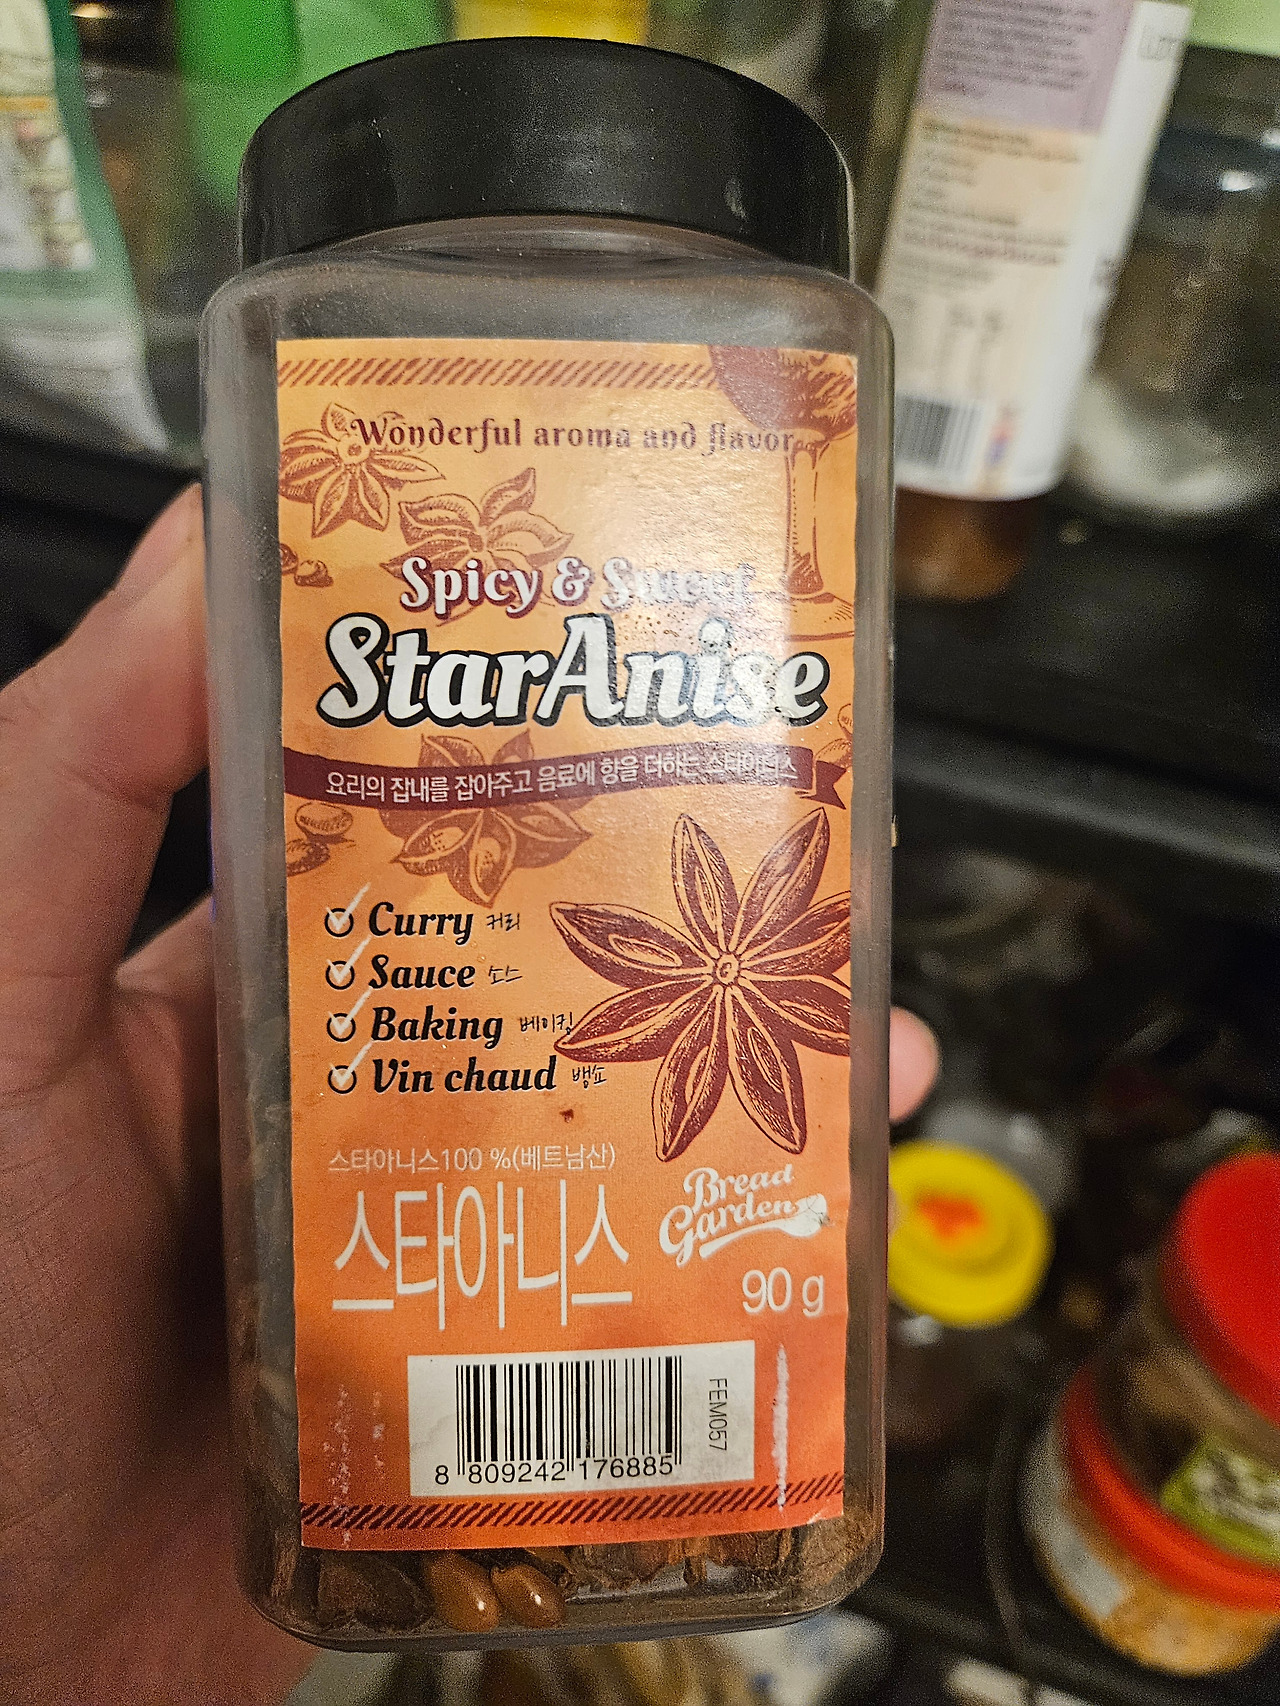 Wonderful aroma and flavor
Spicy & Sweet
StarAnise
요리의 잡내를 잡아주고 음료에 향을 더하는 스타아니스
Curry 커리
Sauce 소스
Baking 베이킹
Vin chaud 뱅쇼
스타아니스100 %(베트남산)
스타아니스
Bread
Garden
90 g
FEM057
8 809242 176885